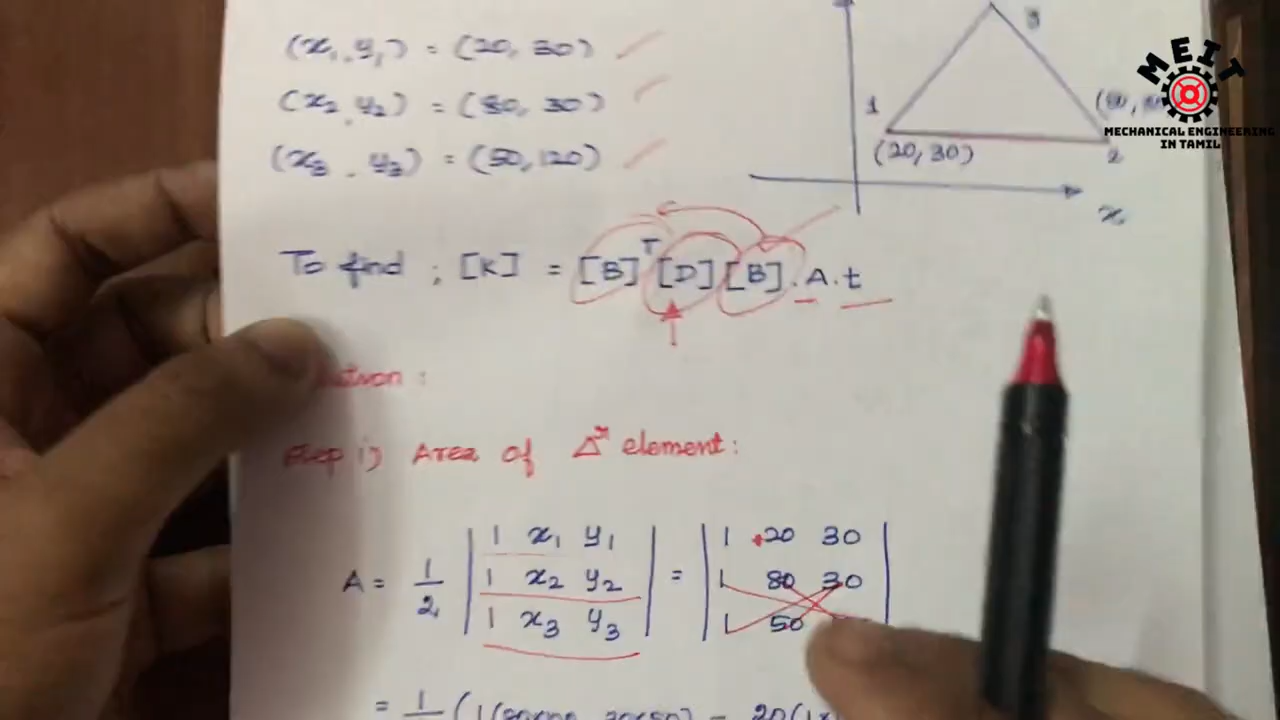 (x₁, y₁) = (20, 30)
(x₂, y₂) = (80, 30)
(x₃, y₃) = (50, 120)
3
1
(20, 30)
2
x
MEIT
MECHANICAL ENGINEERING
IN TAMIL
To find ; [K] = [B]ᵀ [D] [B] . A . t
Step i) Area of Δʳ element :
A = 1/2 | 1 x₁ y₁ | = | 1 20 30 |
| 1 x₂ y₂ | | 1 80 30 |
| 1 x₃ y₃ | | 1 50
= 1